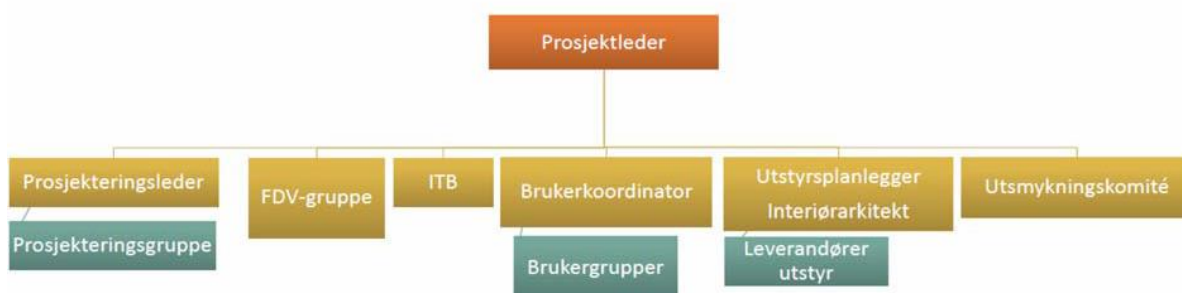 Prosjektleder
Prosjekteringsleder
FDV-gruppe
ITB
Brukerkoordinator
Utstyrsplanlegger
Interiørarkitekt
Utsmykningskomité
Prosjekteringsgruppe
Brukergrupper
Leverandører
utstyr